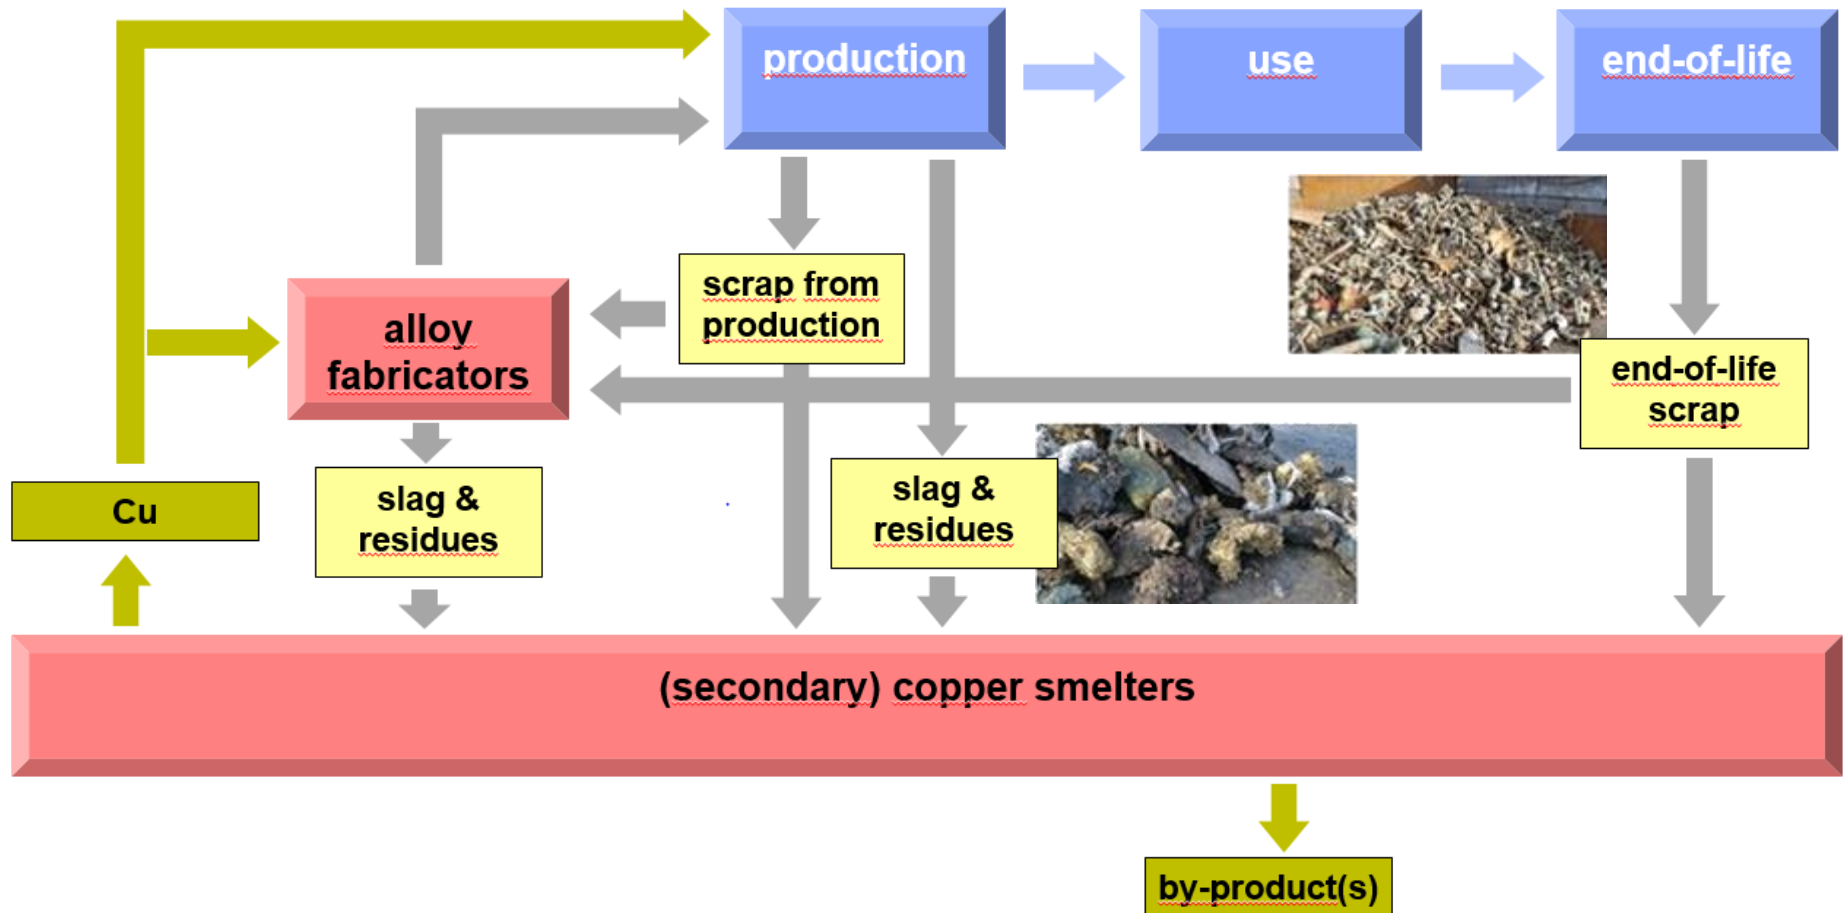 production
use
end-of-life
scrap from
production
alloy
fabricators
end-of-life
scrap
Cu
slag &
residues
slag &
residues
(secondary) copper smelters
by-product(s)